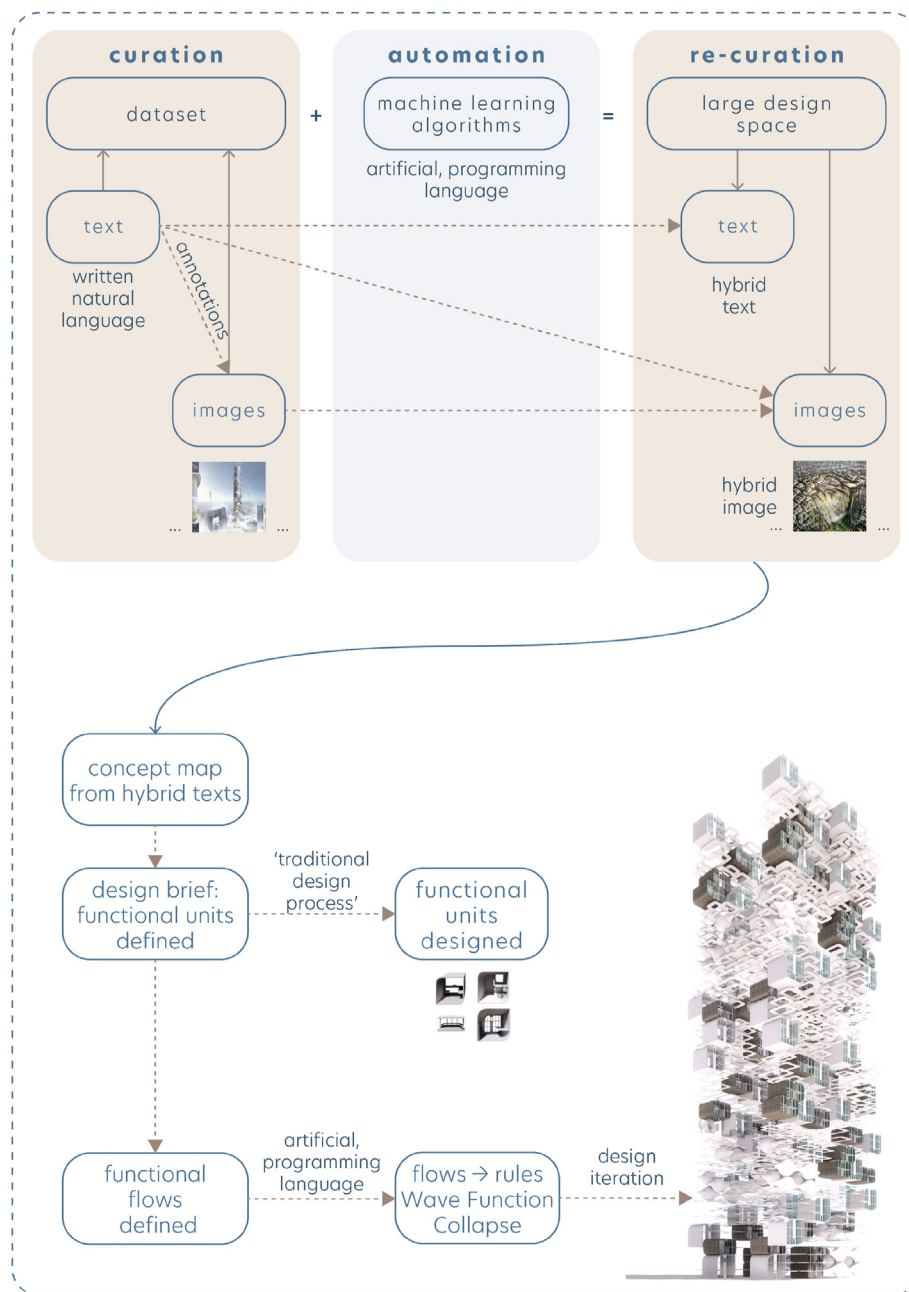 curation
automation
re-curation
dataset
+
machine learning
algorithms
=
large design
space
artificial, programming
language
text
annotations
text
written
natural
language
hybrid
text
images
images
hybrid
image
... ...
... ...
concept map
from hybrid texts
design brief:
functional units
defined
‘traditional
design
process’
functional
units
designed
functional
flows
defined
artificial,
programming
language
flows → rules
Wave Function
Collapse
design
iteration